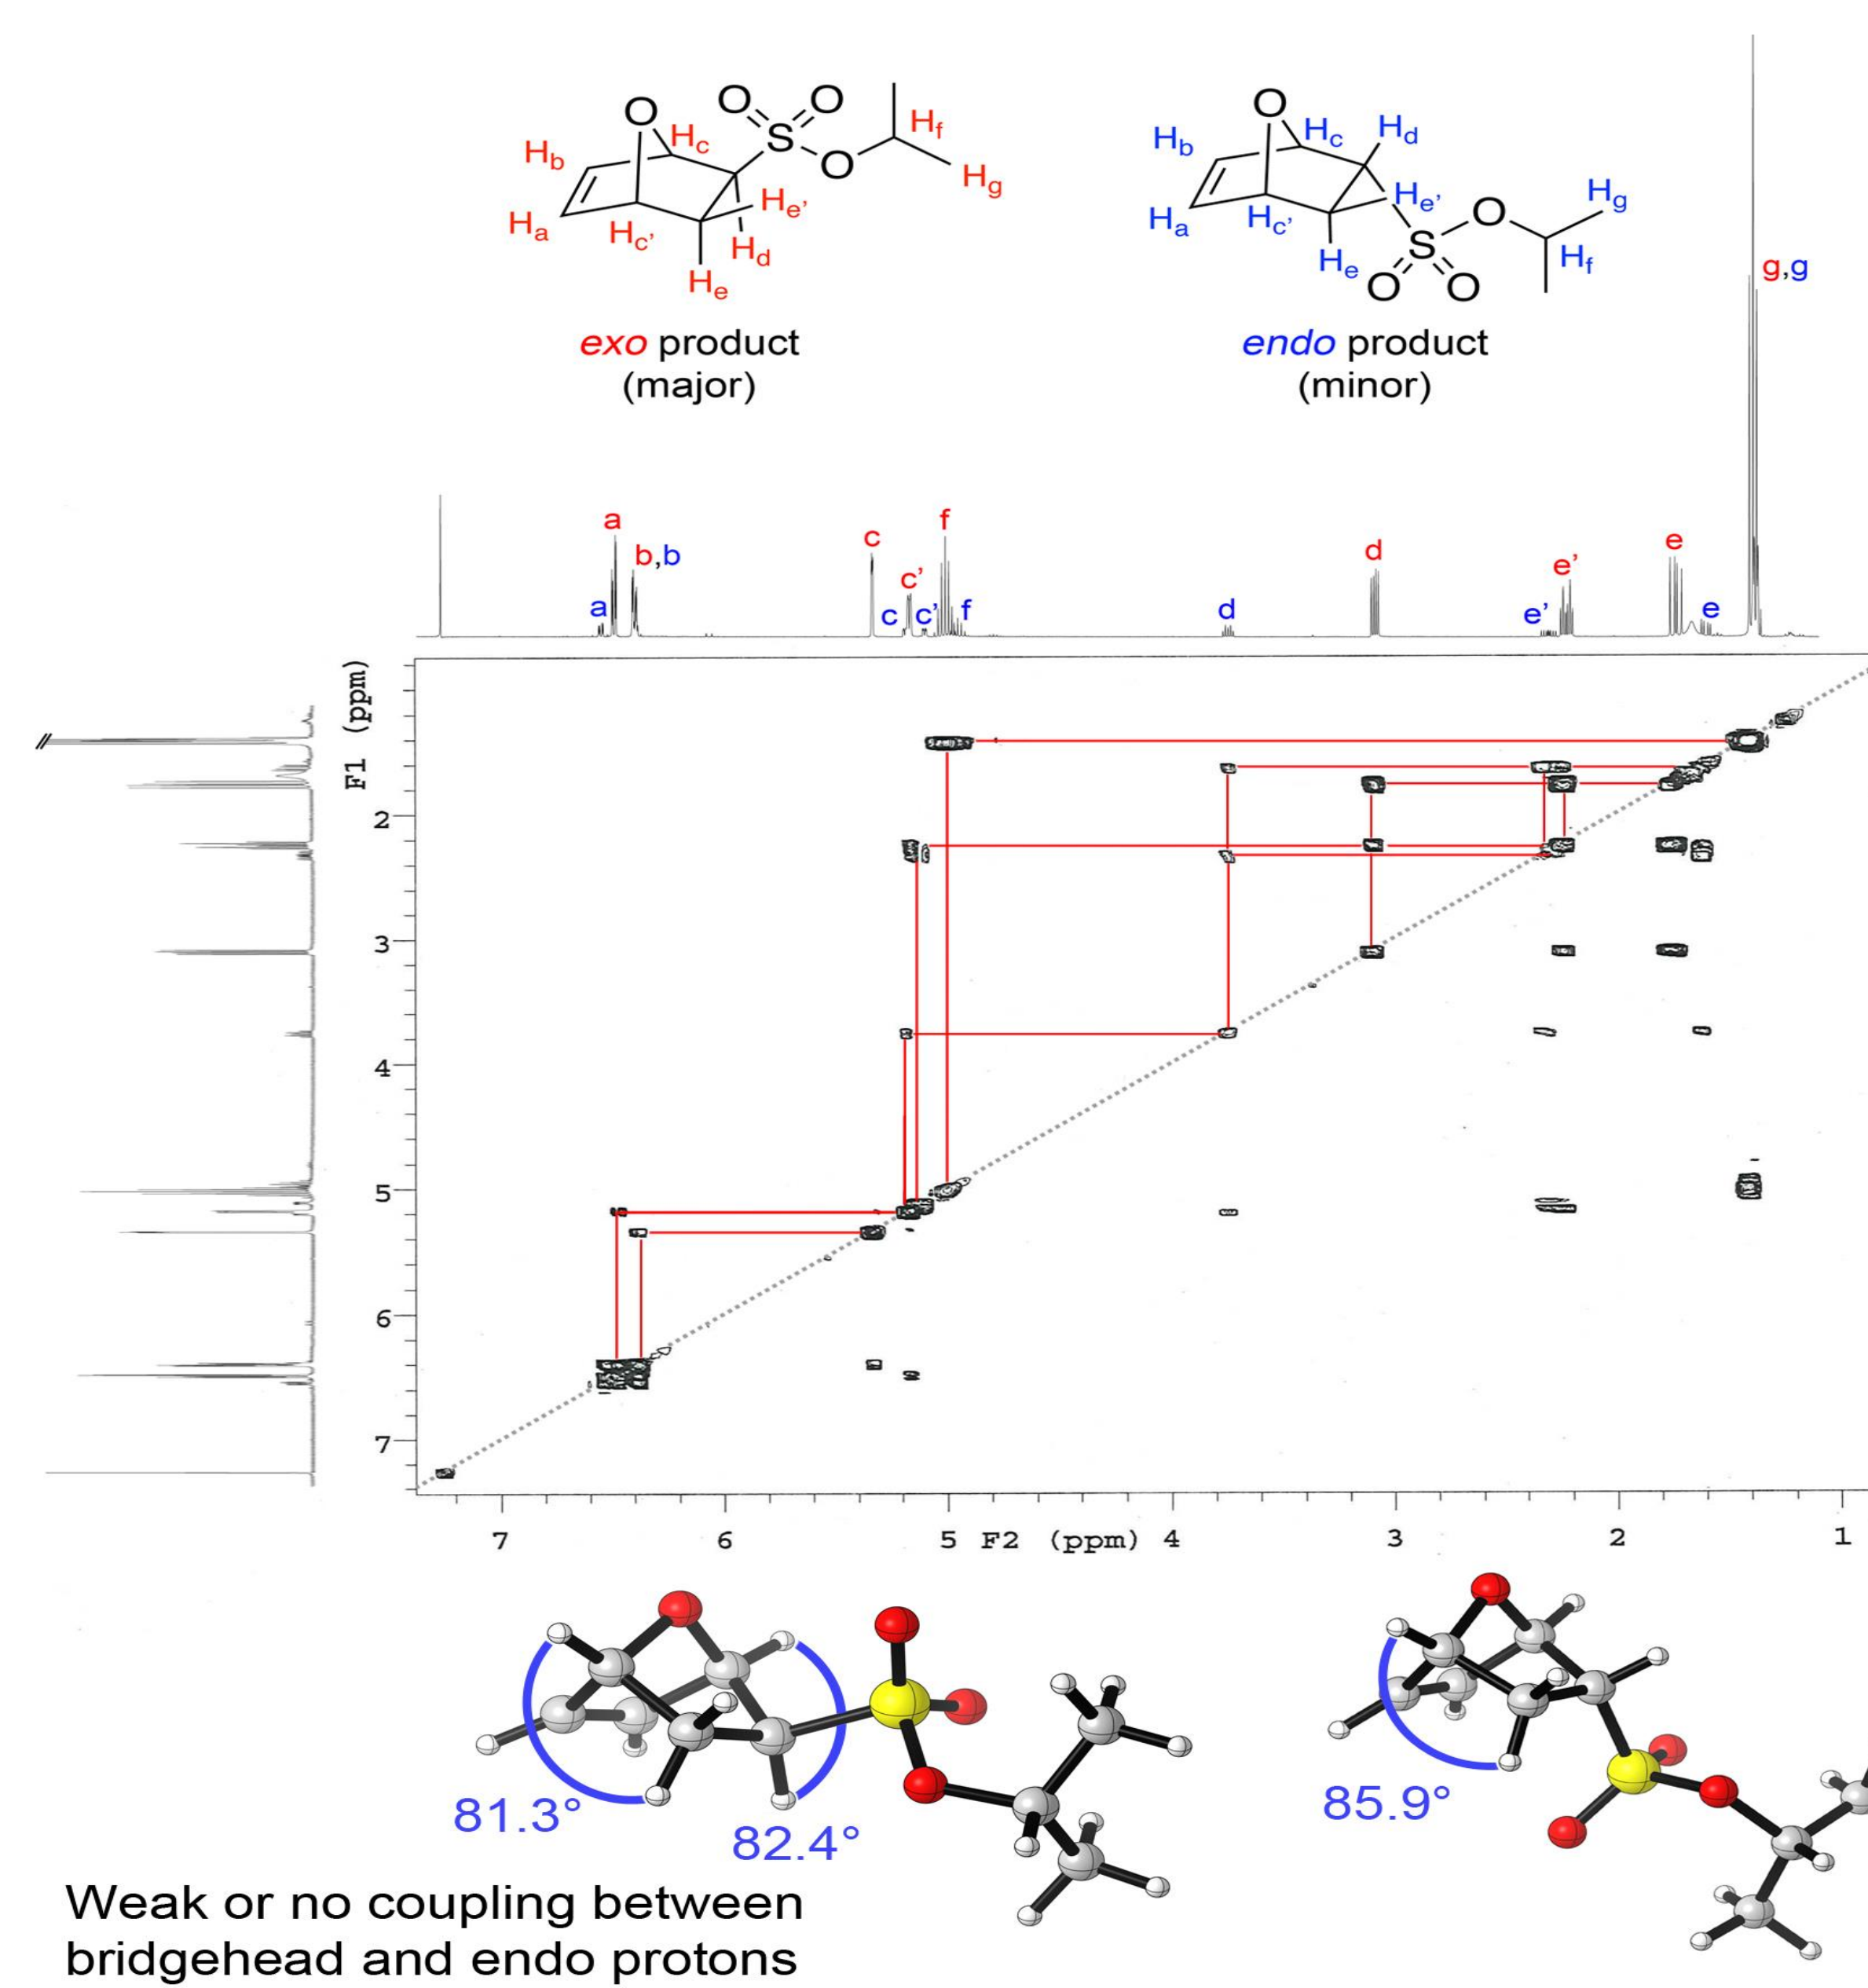 O
O O
S
O
Hb
Hc
Hf
Hg
Ha
Hc’
He’
Hd
He
exo product
(major)
O
Hb
Hc
Hd
He’
Hg
Ha
Hc’
O
He
S
Hf
O O
endo product
(minor)
g,g
a
b,b
a
c
c’
f
c
c’
f
d
d
e’
e’
e
e
F1 (ppm)
2
3
4
5
6
7
7 6 5 F2 (ppm) 4 3 2 1
81.3°
82.4°
85.9°
Weak or no coupling between
bridgehead and endo protons